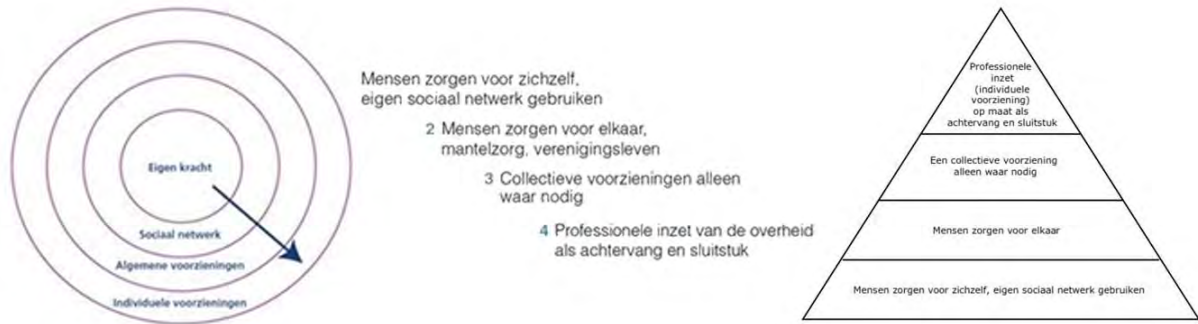 Eigen kracht
Sociaal netwerk
Algemene voorzieningen
Individuele voorzieningen
Mensen zorgen voor zichzelf,
eigen sociaal netwerk gebruiken
2 Mensen zorgen voor elkaar,
mantelzorg, verenigingsleven
3 Collectieve voorzieningen alleen
waar nodig
4 Professionele inzet van de overheid
als achtervang en sluitstuk
Professionele
inzet
(individuele
voorziening)
op maat als
achtervang en sluitstuk
Een collectieve voorziening
alleen waar nodig
Mensen zorgen voor elkaar
Mensen zorgen voor zichzelf, eigen sociaal netwerk gebruiken